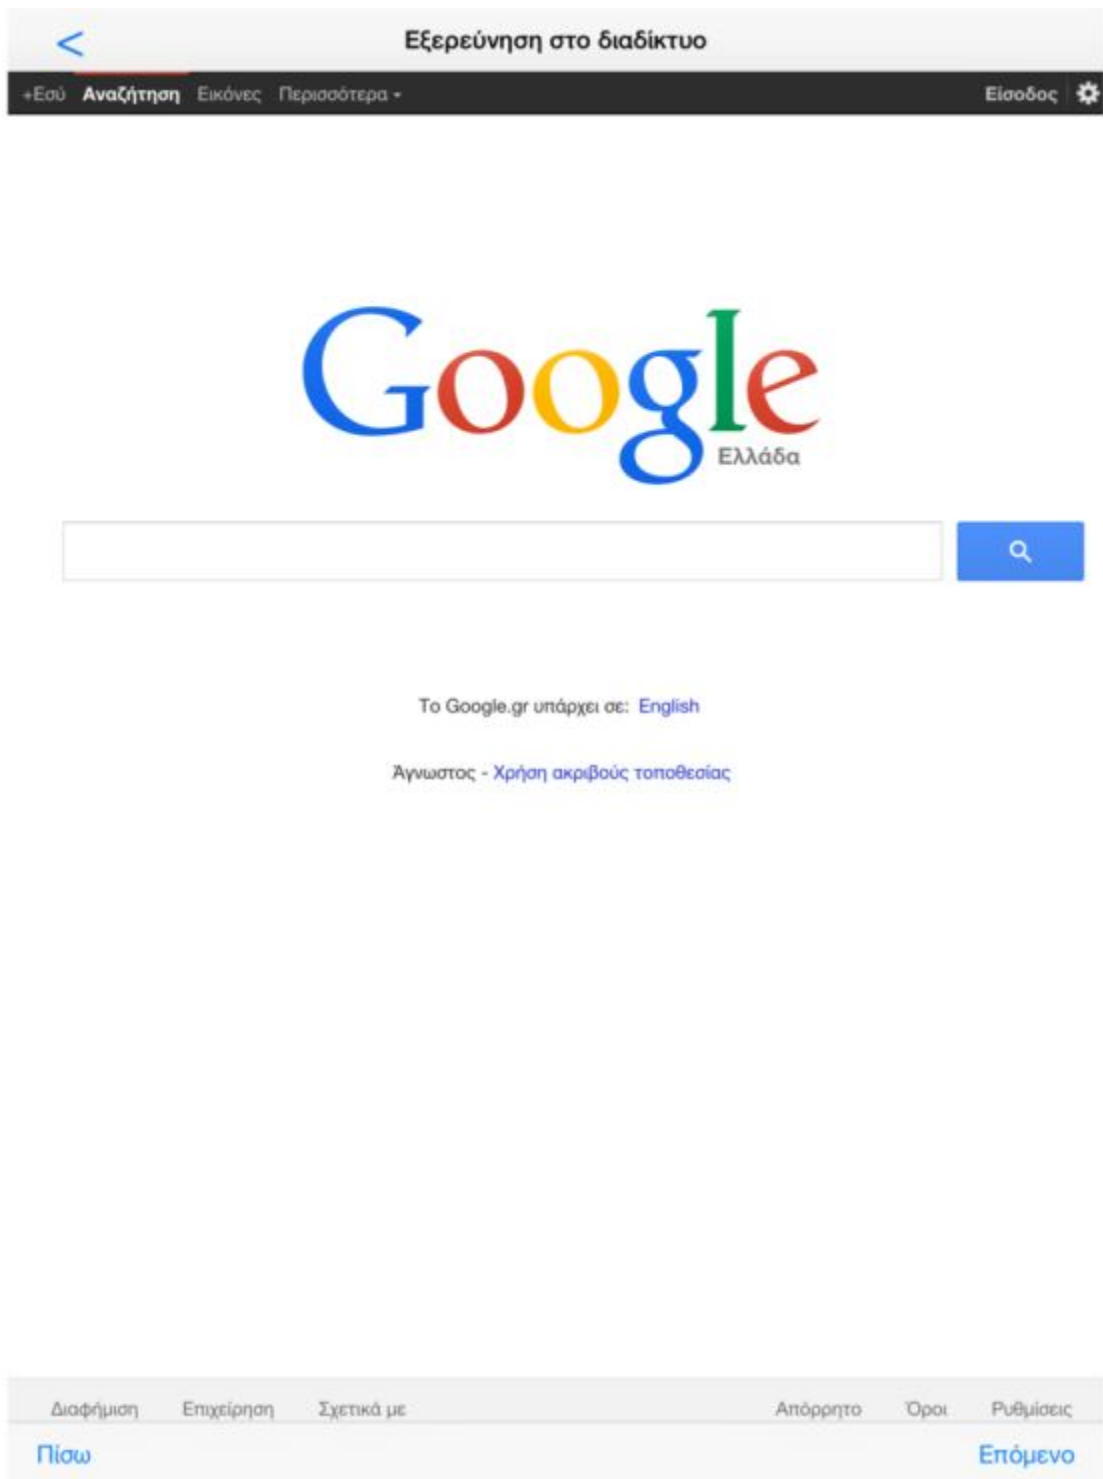 < Εξερεύνηση στο διαδίκτυο
+Εσύ Αναζήτηση Εικόνες Περισσότερα Είσοδος
Google
Ελλάδα
Το Google.gr υπάρχει σε: English
Άγνωστος - Χρήση ακριβούς τοποθεσίας
Διαφήμιση Επιχείρηση Σχετικά με Απόρρητο Όροι Ρυθμίσεις
Πίσω Επόμενο